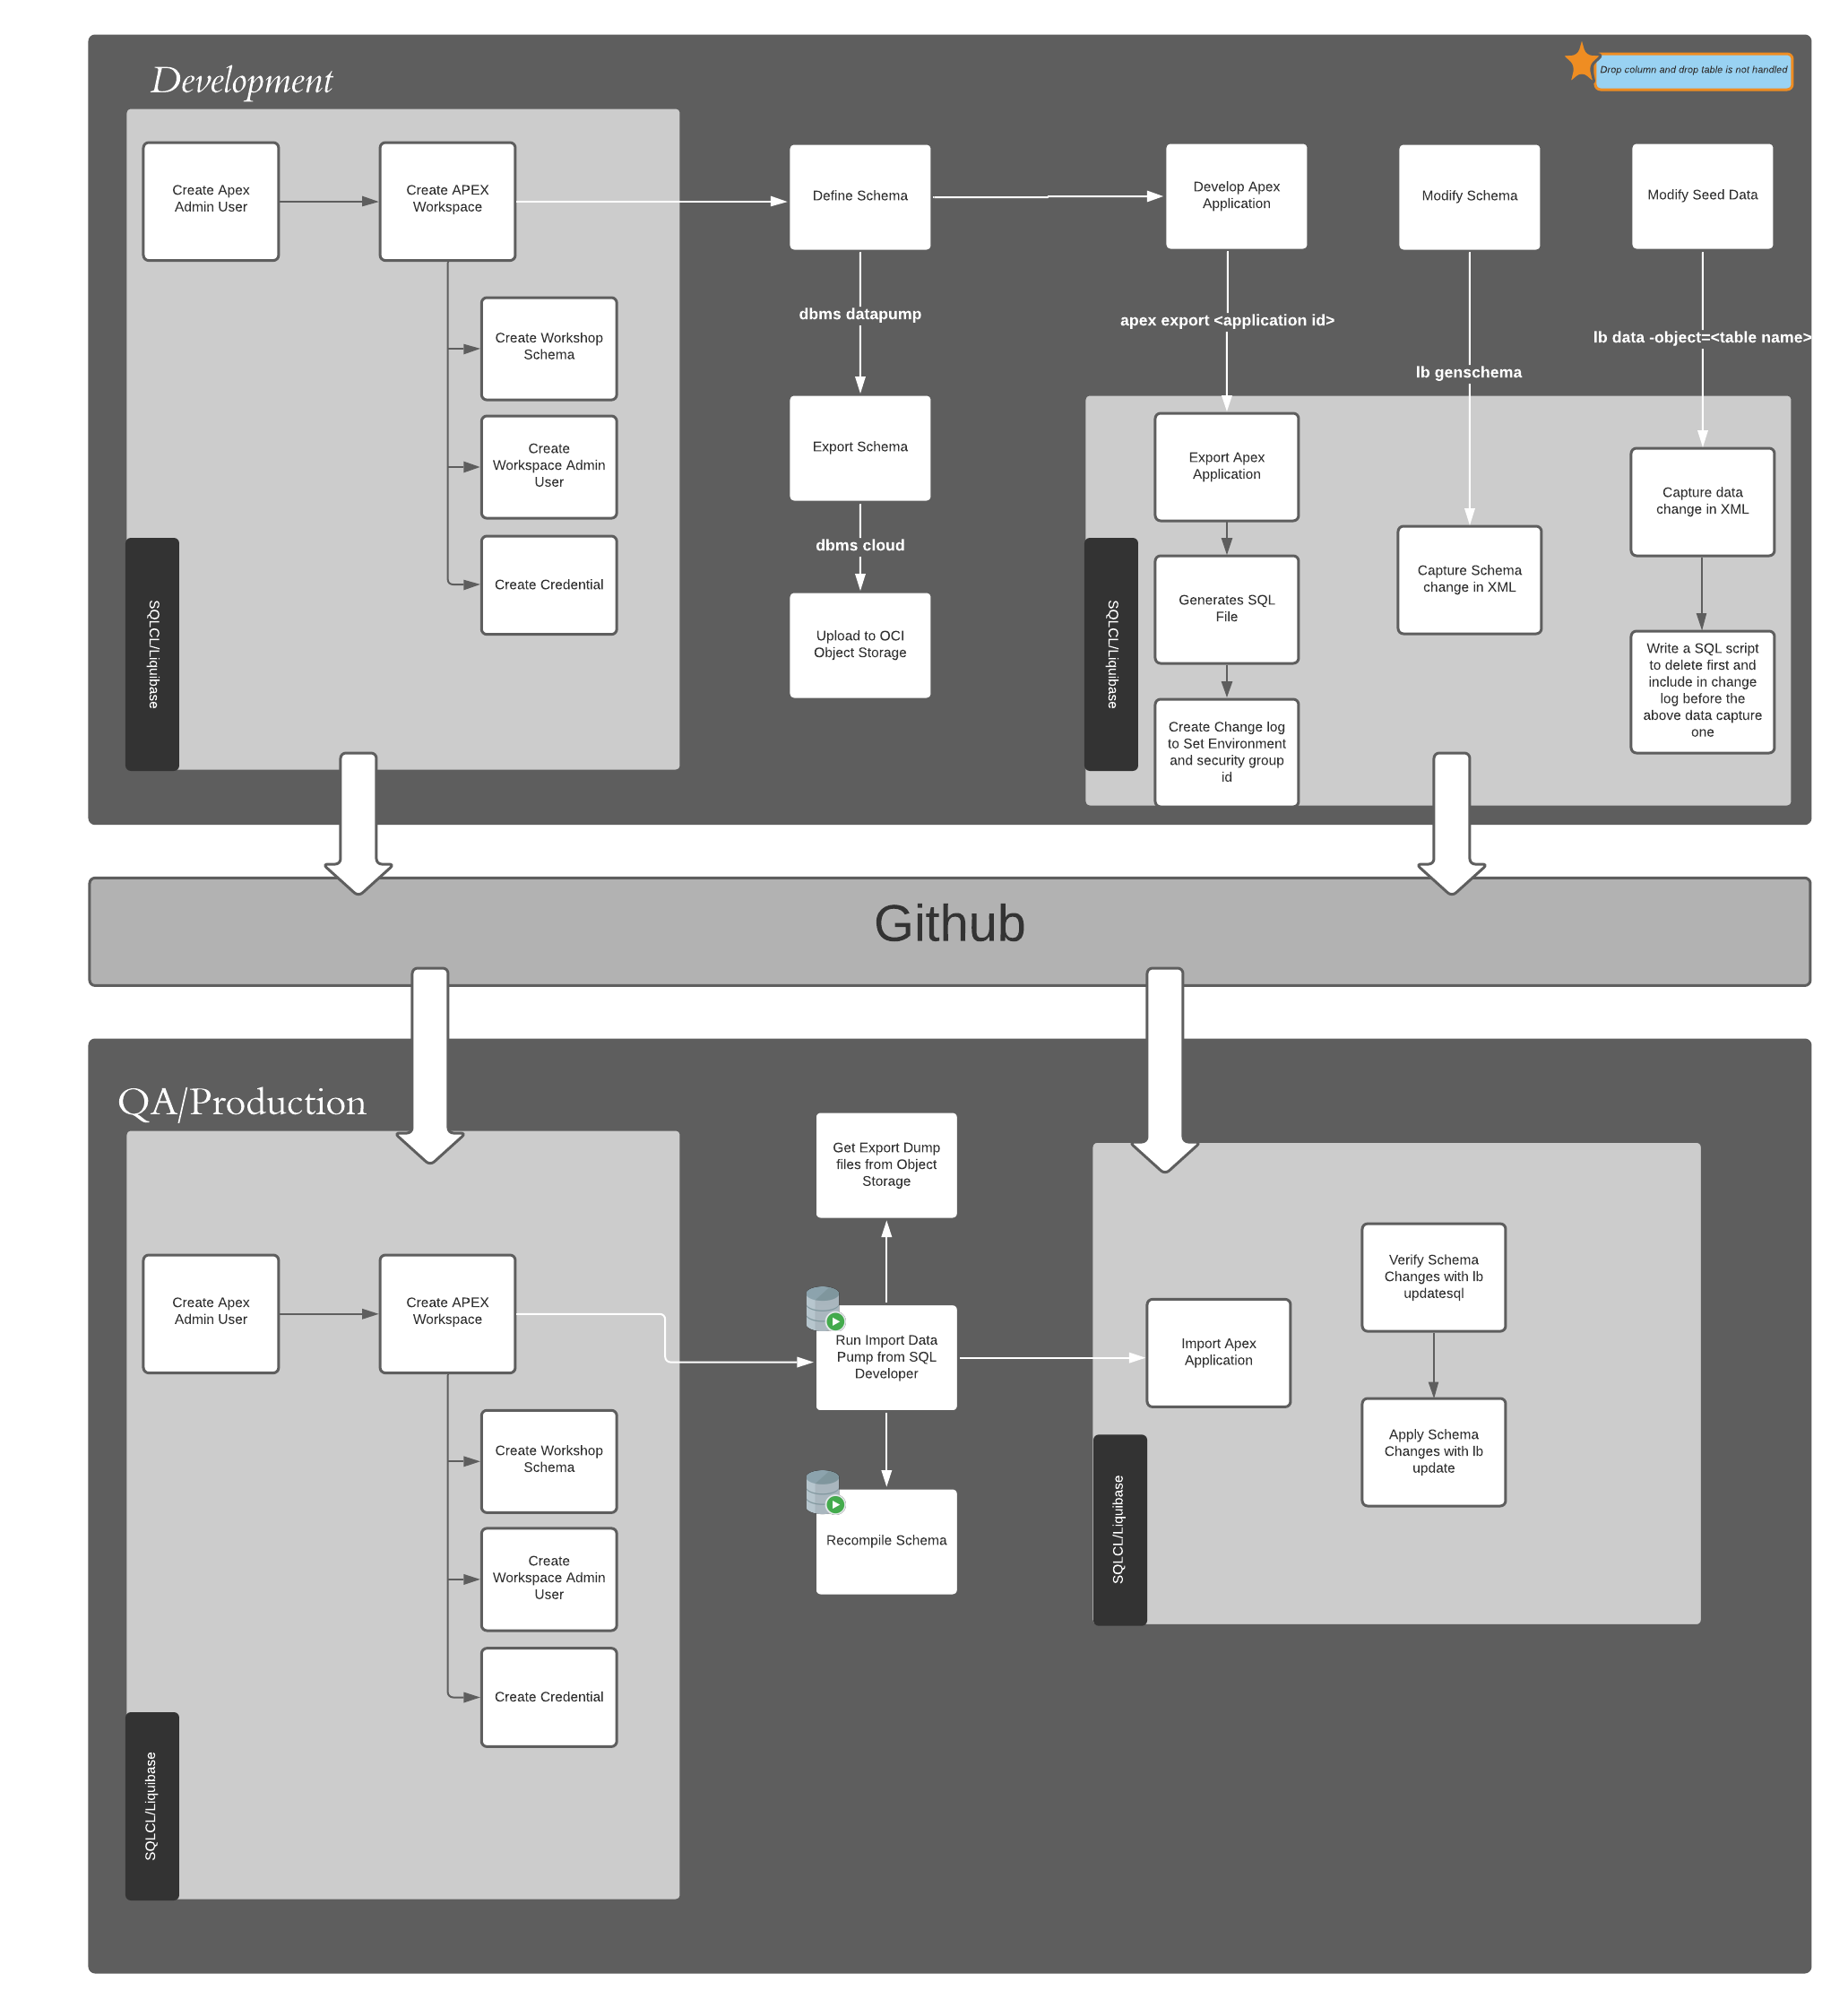 Development
Drop column and drop table is not handled
Create Apex
Admin User
Create APEX
Workspace
Define Schema
Develop Apex
Application
Modify Schema
Modify Seed Data
Create Workshop
Schema
Create
Workspace Admin
User
Create Credential
SQLCL/Liquibase
dbms datapump
Export Schema
dbms cloud
Upload to OCI
Object Storage
apex export <application id>
lb genschema
lb data -object=<table name>
Export Apex
Application
Generates SQL
File
Create Change log
to Set Environment
and security group
id
SQLCL/Liquibase
Capture Schema
change in XML
Capture data
change in XML
Write a SQL script
to delete first and
include in change
log before the
above data capture
one
Github
QA/Production
Create Apex
Admin User
Create APEX
Workspace
Create Workshop
Schema
Create
Workspace Admin
User
Create Credential
SQLCL/Liquibase
Get Export Dump
files from Object
Storage
Run Import Data
Pump from SQL
Developer
Recompile Schema
Import Apex
Application
Verify Schema
Changes with lb
updatesql
Apply Schema
Changes with lb
update
SQLCL/Liquibase